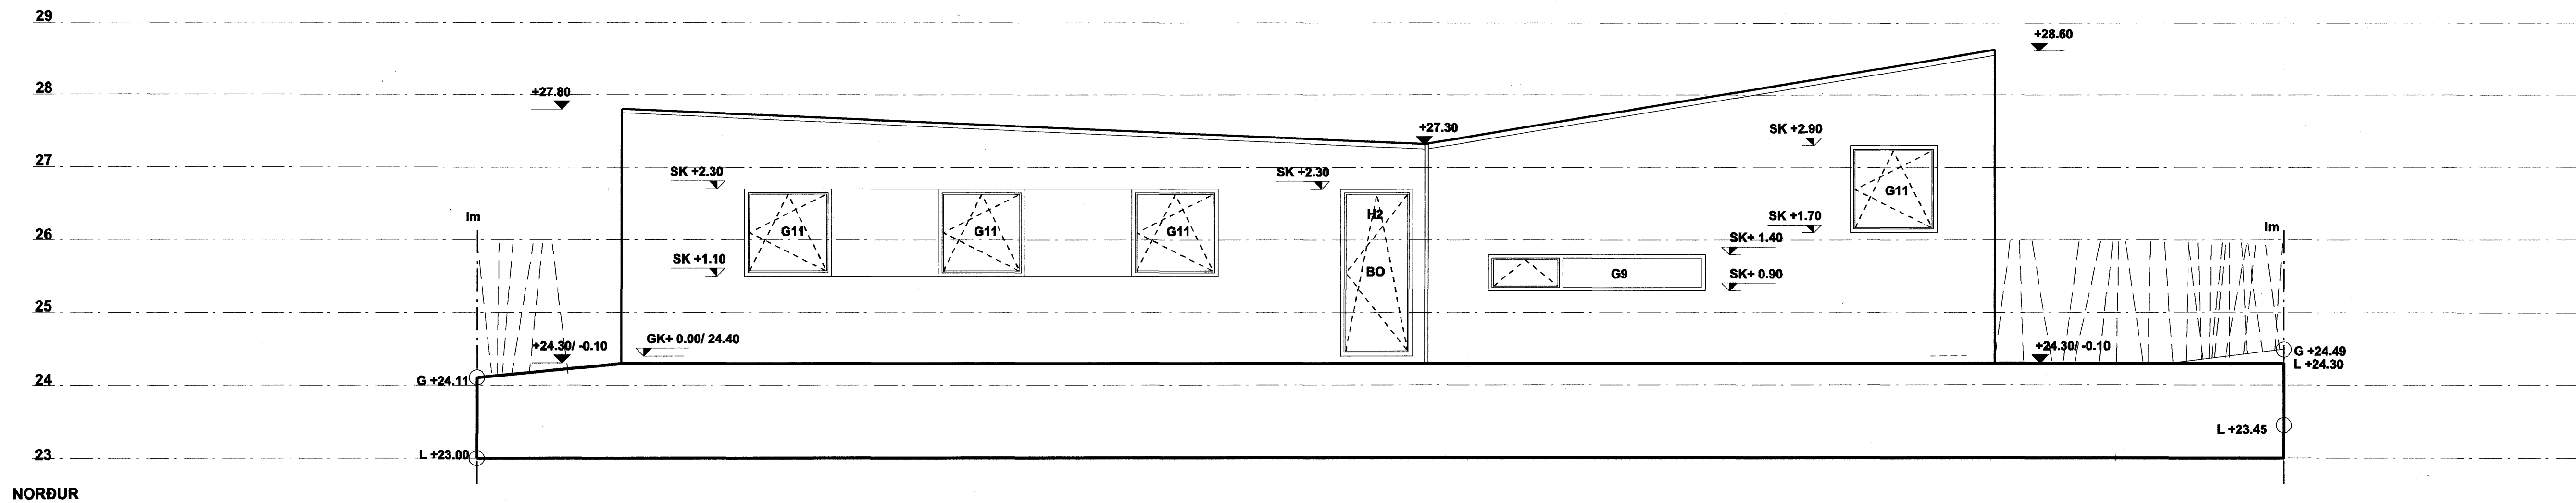 29
+28.60
28
+27.80
+27.30
SK +2.90
27
SK +2.30
SK +2.30
G11
H2
SK +1.70
lm
lm
26
G11
G11
G11
SK+ 1.40
SK +1.10
BO
G9
SK+ 0.90
25
+24.30/ -0.10
GK+ 0.00/ 24.40
+24.30/ -0.10
G +24.49
L +24.30
24
G +24.11
L +23.45
23
L +23.00
NORÐUR